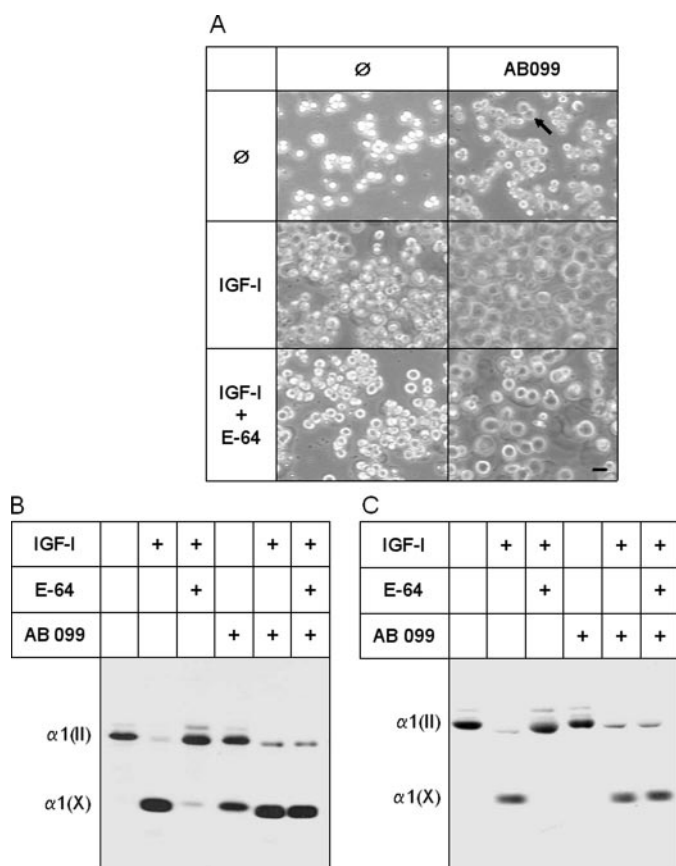 A
Ø AB099
Ø
IGF-I
IGF-I
+
E-64
B
IGF-I + + + +
E-64 + +
AB 099 + + +
α1(II)
α1(X)
C
IGF-I + + + +
E-64 + +
AB 099 + + +
α1(II)
α1(X)